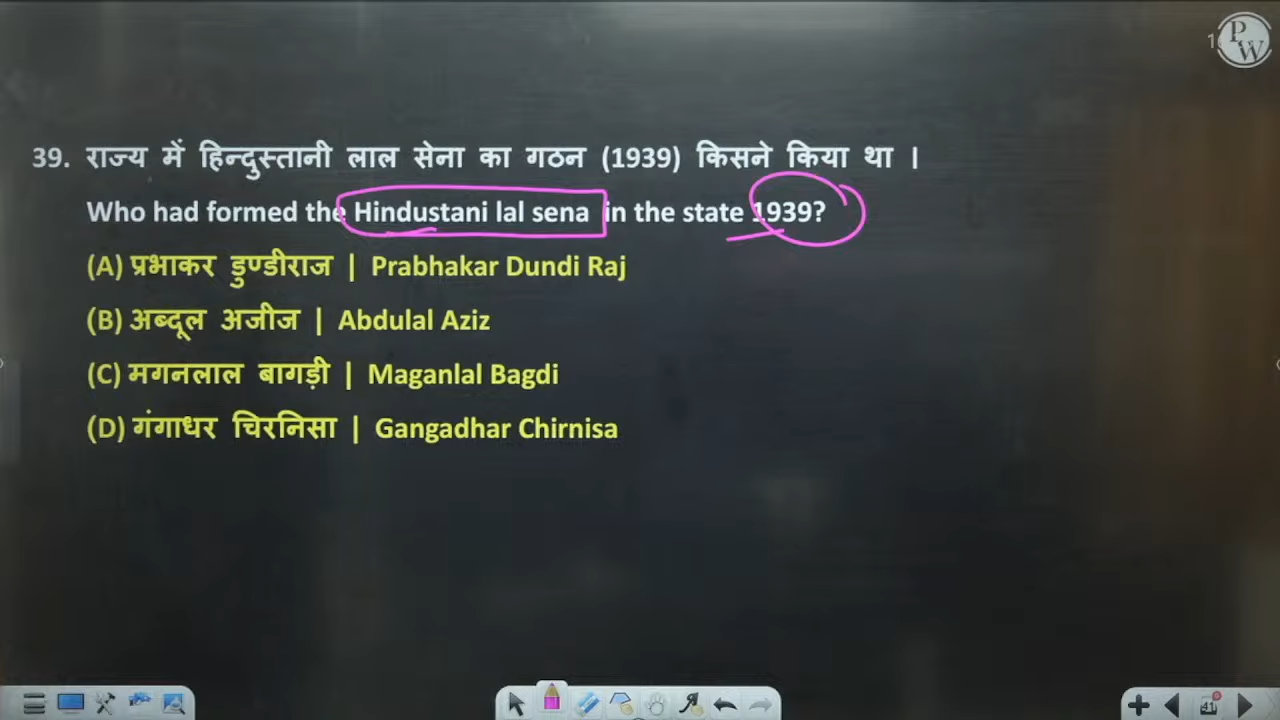 P
W
39. राज्य में हिन्दुस्तानी लाल सेना का गठन (1939) किसने किया था ।
Who had formed the Hindustani lal sena in the state 1939?
(A) प्रभाकर डुण्डीराज | Prabhakar Dundi Raj
(B) अब्दूल अजीज | Abdulal Aziz
(C) मगनलाल बागड़ी | Maganlal Bagdi
(D) गंगाधर चिरनिसा | Gangadhar Chirnisa
41